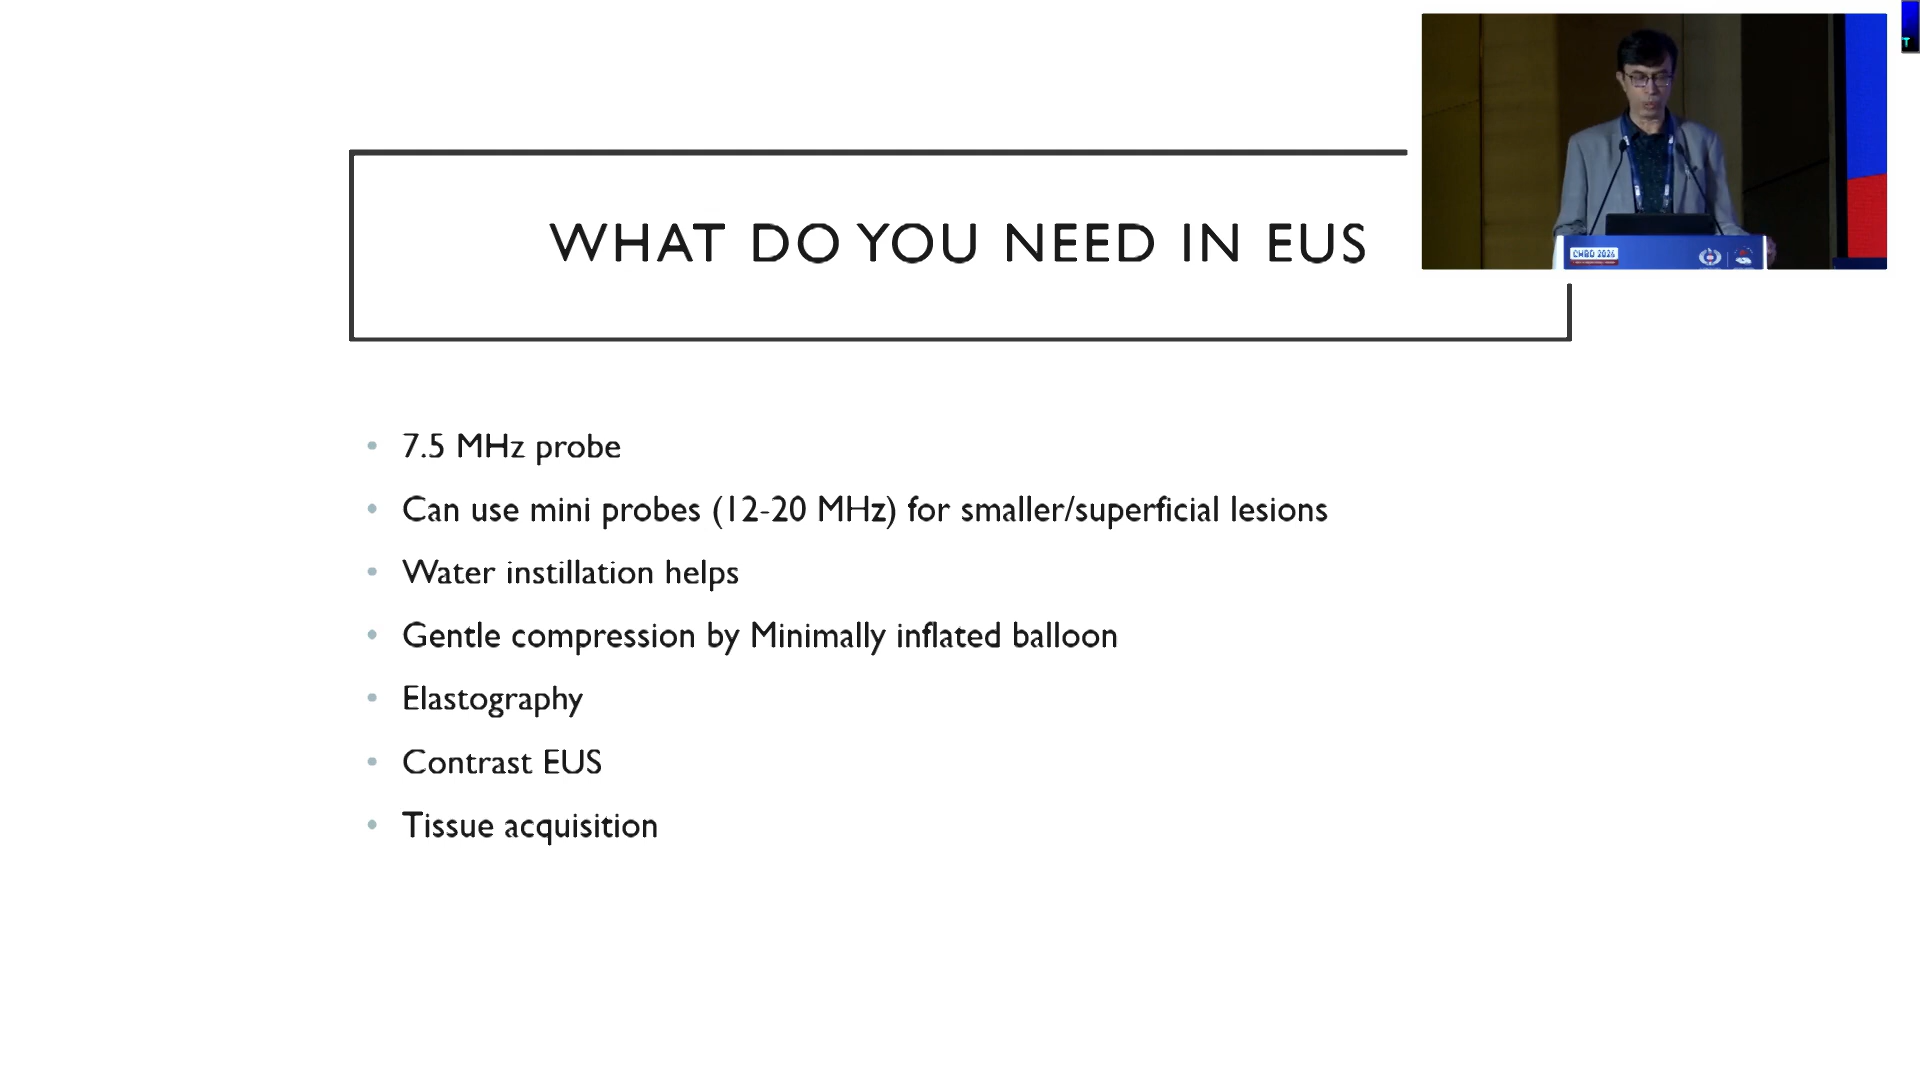 WHAT DO YOU NEED IN EUS
• 7.5 MHz probe
• Can use mini probes (12-20 MHz) for smaller/superficial lesions
• Water instillation helps
• Gentle compression by Minimally inflated balloon
• Elastography
• Contrast EUS
• Tissue acquisition
T